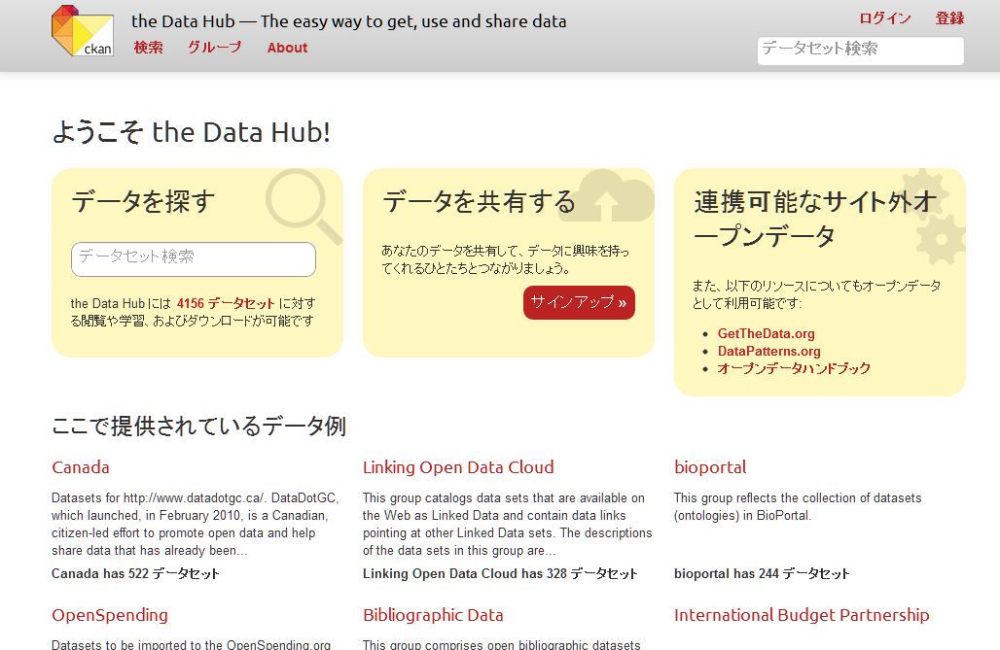 ckan
the Data Hub — The easy way to get, use and share data
検索 グループ About
ログイン 登録
データセット検索
ようこそ the Data Hub!
データを探す
データセット検索
the Data Hub には 4156 データセット に対す
る閲覧や学習、およびダウンロードが可能です
データを共有する
あなたのデータを共有して、データに興味を持っ
てくれるひとたちとつながりましょう。
サインアップ »
連携可能なサイト外オ
ープンデータ
また、以下のリソースについてもオープンデータ
として利用可能です:
GetTheData.org
DataPatterns.org
オープンデータハンドブック
ここで提供されているデータ例
Canada
Datasets for http://www.datadotgc.ca/. DataDotGC,
which launched, in February 2010, is a Canadian,
citizen-led effort to promote open data and help
share data that has already been...
Canada has 522 データセット
Linking Open Data Cloud
This group catalogs data sets that are available on
the Web as Linked Data and contain data links
pointing at other Linked Data sets. The descriptions
of the data sets in this group are...
Linking Open Data Cloud has 328 データセット
bioportal
This group reflects the collection of datasets
(ontologies) in BioPortal.
bioportal has 244 データセット
OpenSpending
Datasets to be imported to the OpenSpending.org
Bibliographic Data
This group comprises open bibliographic datasets
International Budget Partnership